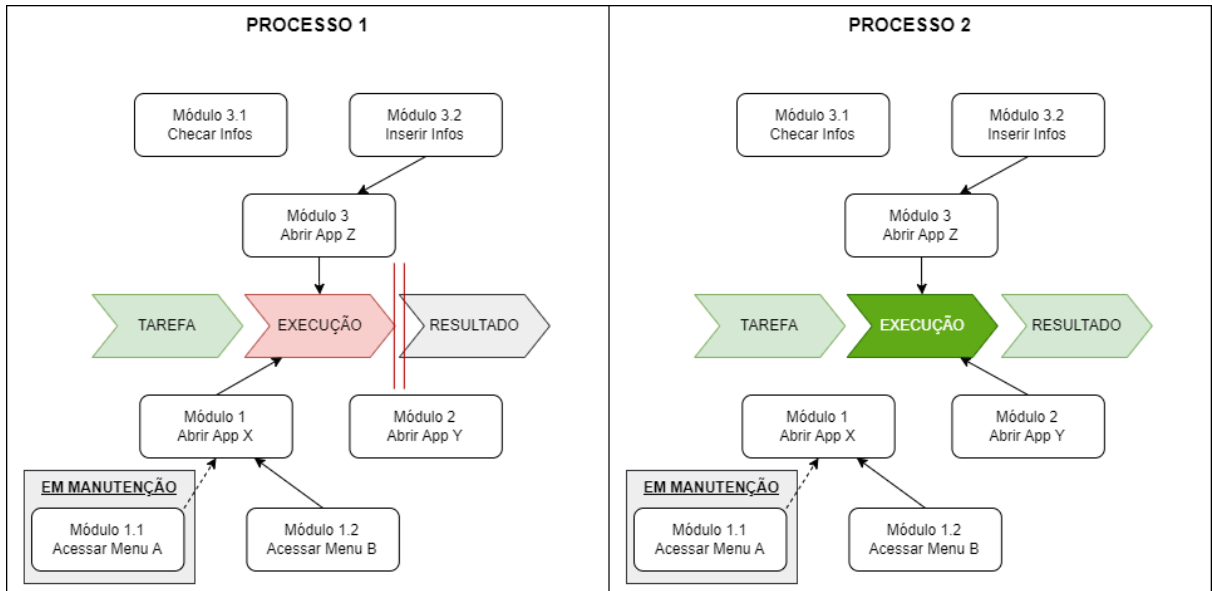 PROCESSO 1
Módulo 3.1
Checar Infos
Módulo 3.2
Inserir Infos
Módulo 3
Abrir App Z
TAREFA
EXECUÇÃO
RESULTADO
Módulo 1
Abrir App X
Módulo 2
Abrir App Y
EM MANUTENÇÃO
Módulo 1.1
Acessar Menu A
Módulo 1.2
Acessar Menu B
PROCESSO 2
Módulo 3.1
Checar Infos
Módulo 3.2
Inserir Infos
Módulo 3
Abrir App Z
TAREFA
EXECUÇÃO
RESULTADO
Módulo 1
Abrir App X
Módulo 2
Abrir App Y
EM MANUTENÇÃO
Módulo 1.1
Acessar Menu A
Módulo 1.2
Acessar Menu B